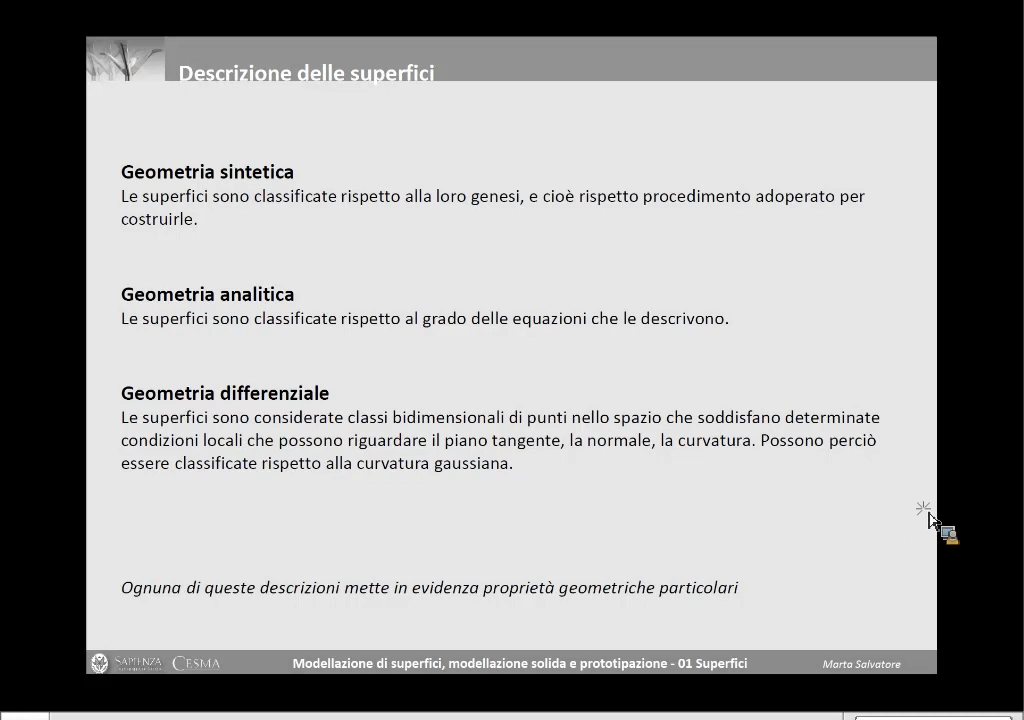 Descrizione delle superfici
Geometria sintetica
Le superfici sono classificate rispetto alla loro genesi, e cioè rispetto procedimento adoperato per
costruirle.
Geometria analitica
Le superfici sono classificate rispetto al grado delle equazioni che le descrivono.
Geometria differenziale
Le superfici sono considerate classi bidimensionali di punti nello spazio che soddisfano determinate
condizioni locali che possono riguardare il piano tangente, la normale, la curvatura. Possono perciò
essere classificate rispetto alla curvatura gaussiana.
Ognuna di queste descrizioni mette in evidenza proprietà geometriche particolari
SAPIENZA CESMA Modellazione di superfici, modellazione solida e prototipazione - 01 Superfici Marta Salvatore